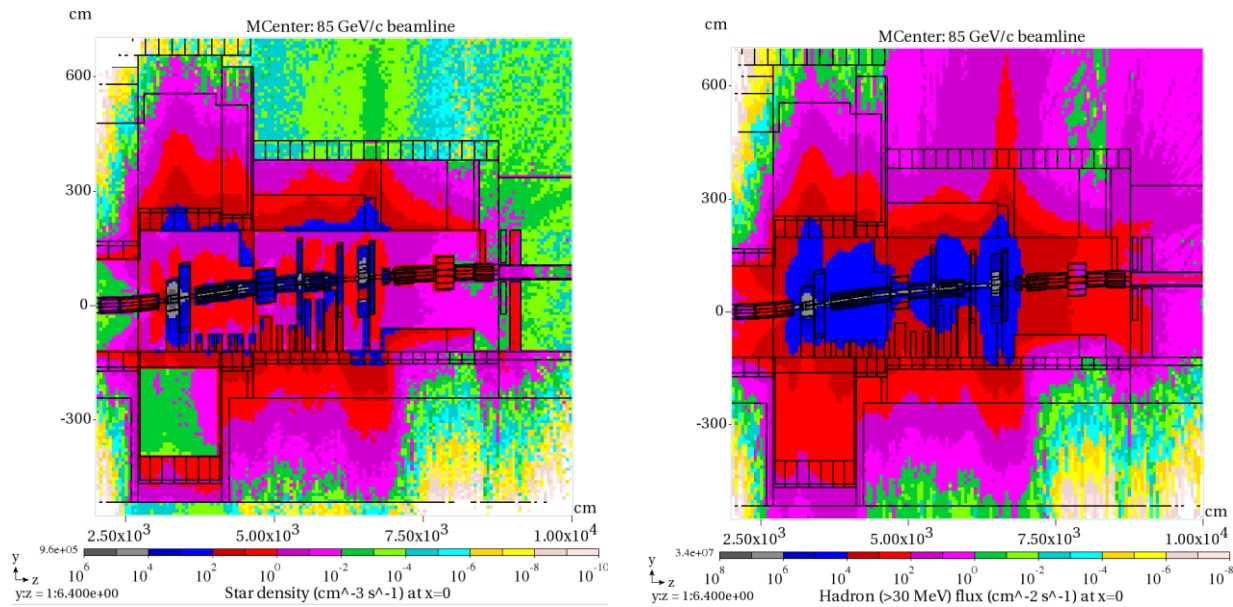 cm
MCenter: 85 GeV/c beamline
600
300
0
-300
cm
2.50x10^3
5.00x10^3
7.50x10^3
1.00x10^4
9.6e+05
10^6
10^4
10^2
10^0
10^-2
10^-4
10^-6
10^-8
10^-10
y
z
y:z = 1:6.400e+00
Star density (cm^-3 s^-1) at x=0
cm
MCenter: 85 GeV/c beamline
600
300
0
-300
cm
2.50x10^3
5.00x10^3
7.50x10^3
1.00x10^4
3.4e+07
10^8
10^6
10^4
10^2
10^0
10^-2
10^-4
10^-6
10^-8
y
z
y:z = 1:6.400e+00
Hadron (>30 MeV) flux (cm^-2 s^-1) at x=0